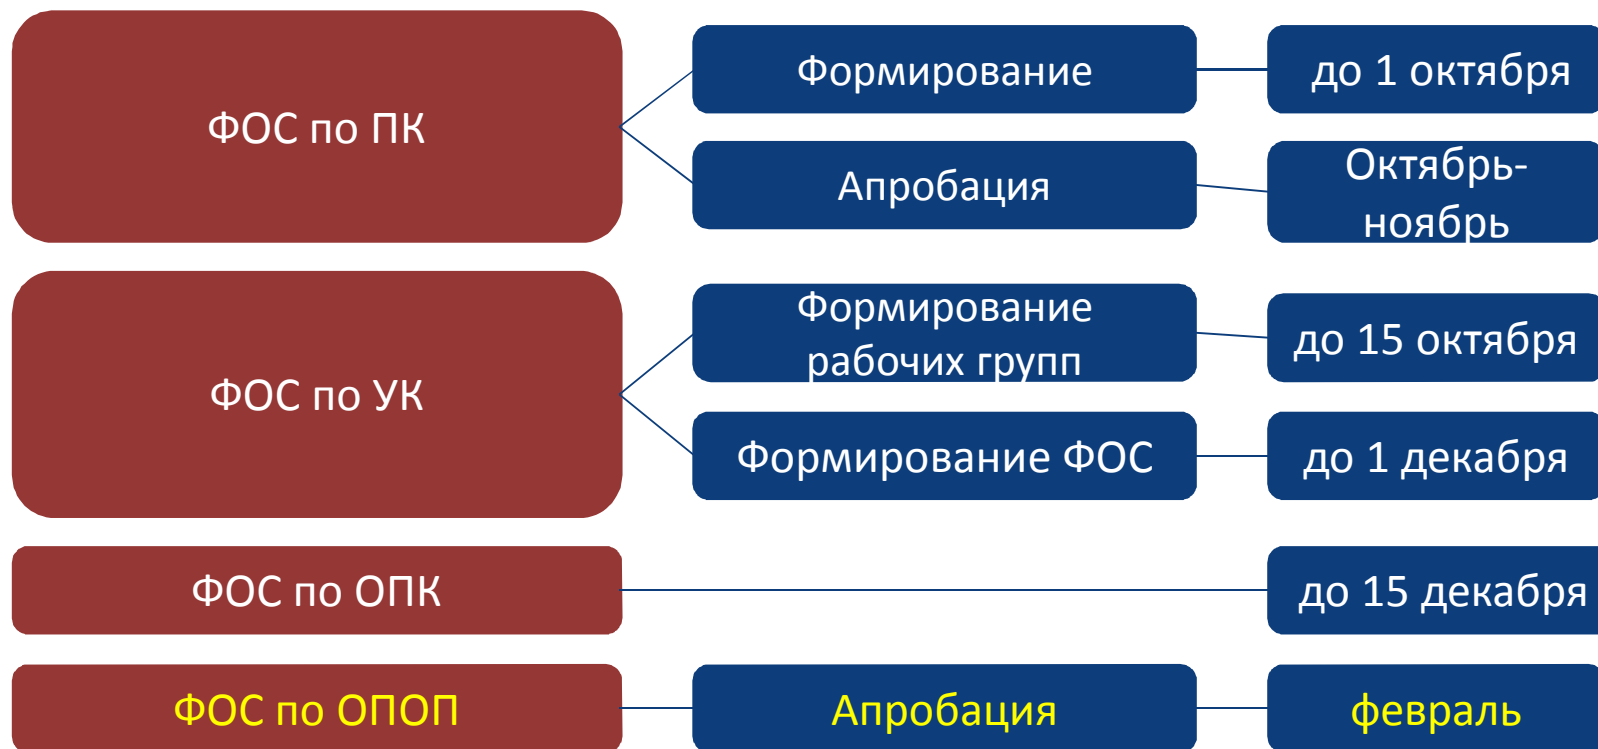 ФОС по ПК
Формирование
до 1 октября
Апробация
Октябрь-
ноябрь
ФОС по УК
Формирование
рабочих групп
до 15 октября
Формирование ФОС
до 1 декабря
ФОС по ОПК
до 15 декабря
ФОС по ОПОП
Апробация
февраль